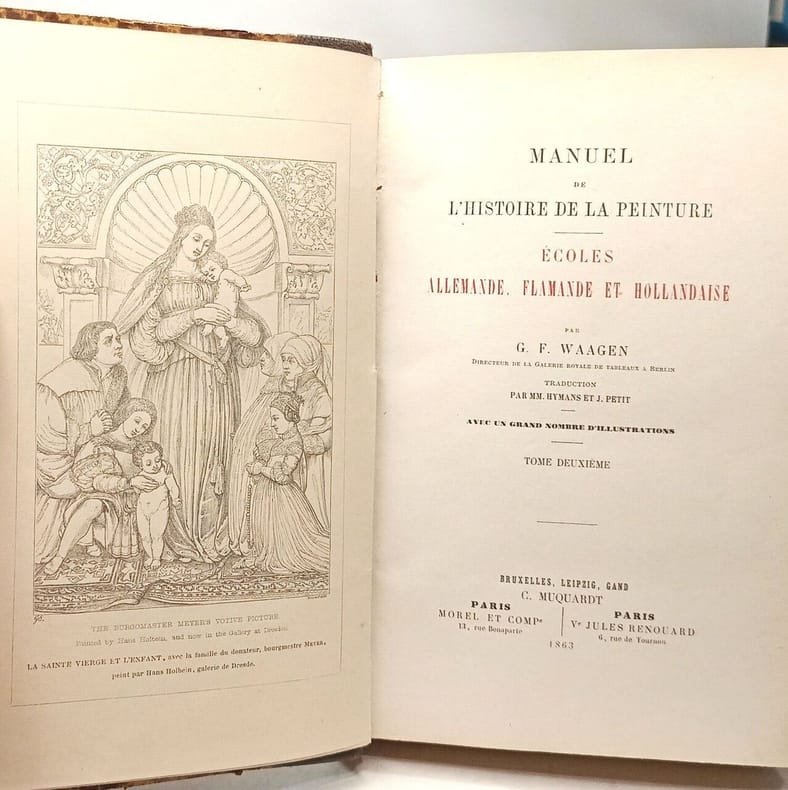 THE BURGOMASTER MEYER'S VOTIVE PICTURE.
Painted by Hans Holbein, and now in the Gallery at Dresden.
LA SAINTE VIERGE ET L'ENFANT, avec la famille du donateur, bourgmestre MEYER,
peint par Hans Holbein, galerie de Dresde.
MANUEL
DE
L'HISTOIRE DE LA PEINTURE
ÉCOLES
ALLEMANDE, FLAMANDE ET HOLLANDAISE
PAR
G. F. WAAGEN
DIRECTEUR DE LA GALERIE ROYALE DE TABLEAUX A BERLIN
TRADUCTION
PAR MM. HYMANS ET J. PETIT
AVEC UN GRAND NOMBRE D'ILLUSTRATIONS
TOME DEUXIÈME
BRUXELLES, LEIPZIG, GAND
C. MUQUARDT
PARIS
MOREL ET COMPe
13, rue Bonaparte
PARIS
Ve JULES RENOUARD
6, rue de Tournon
1863